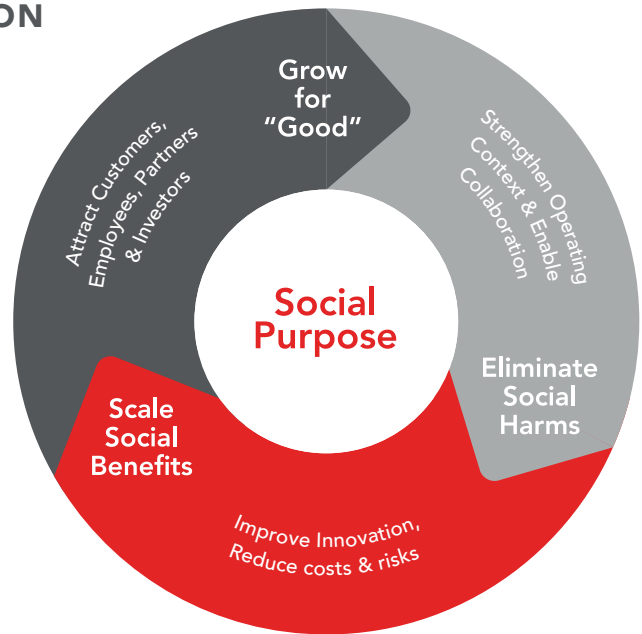 ON
Grow
for
"Good"
Strengthen Operating
Context & Enable
Collaboration
Eliminate
Social
Harms
Improve Innovation,
Reduce costs & risks
Scale
Social
Benefits
Attract Customers,
Employees, Partners
& Investors
Social
Purpose